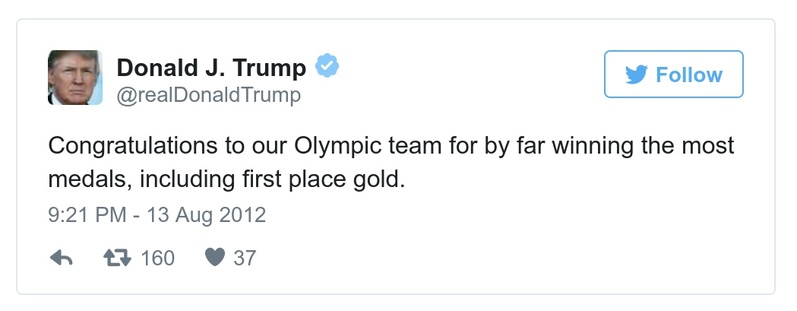 Donald J. Trump
@realDonaldTrump
Follow
Congratulations to our Olympic team for by far winning the most
medals, including first place gold.
9:21 PM - 13 Aug 2012
160 37